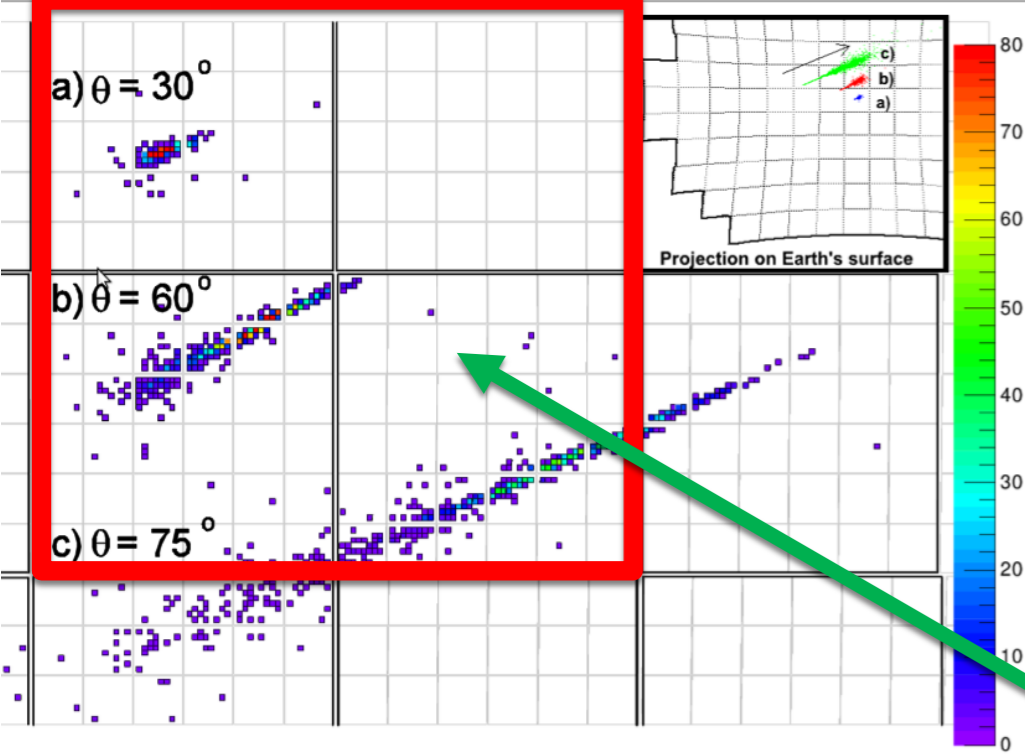 a) θ = 30°
b) θ = 60°
c) θ = 75°
c)
b)
a)
Projection on Earth's surface
80
70
60
50
40
30
20
10
0